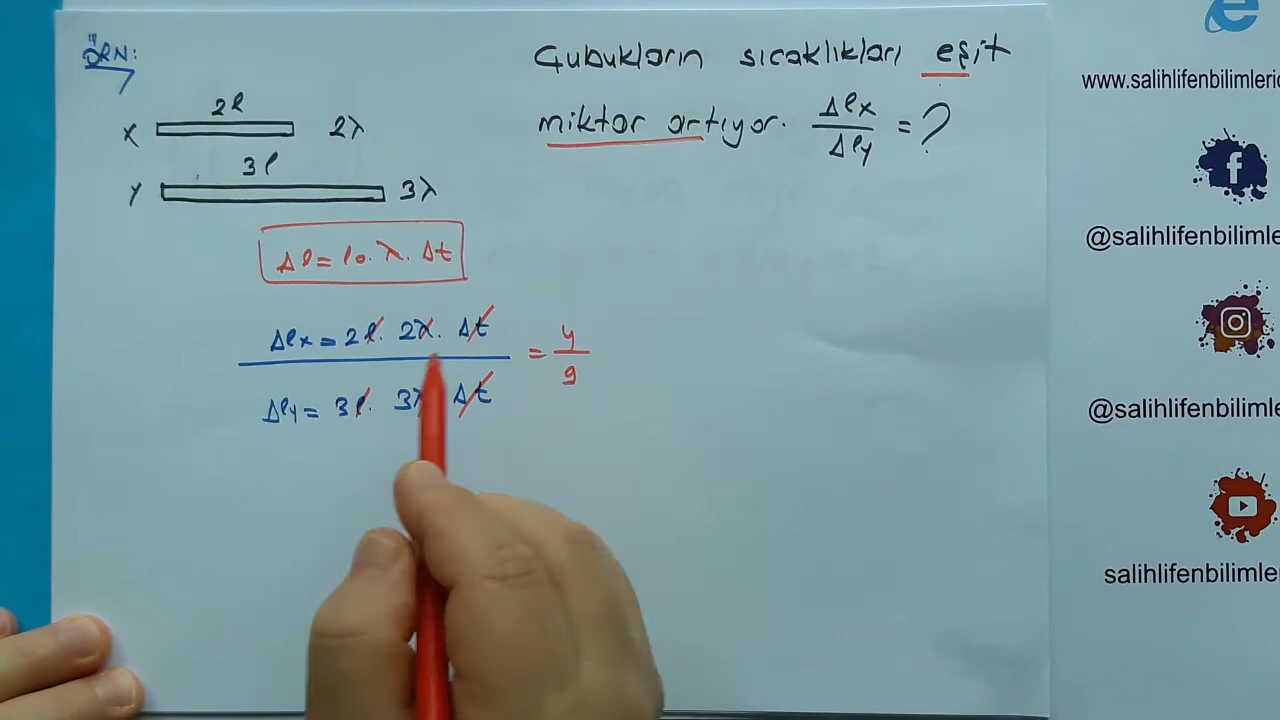 ÖRN:
Çubukların sıcaklıkları eşit
miktar artıyor. Δℓx/Δℓy = ?
2ℓ
X 2λ
3ℓ
Y 3λ
Δℓ = ℓ0. λ. Δt
Δℓx = 2ℓ. 2λ. Δt
= 4/9
Δℓy = 3ℓ. 3λ Δt
www.salihlifenbilimleri
@salihlifenbilimle
@salihlifenbilimle
salihlifenbilimle